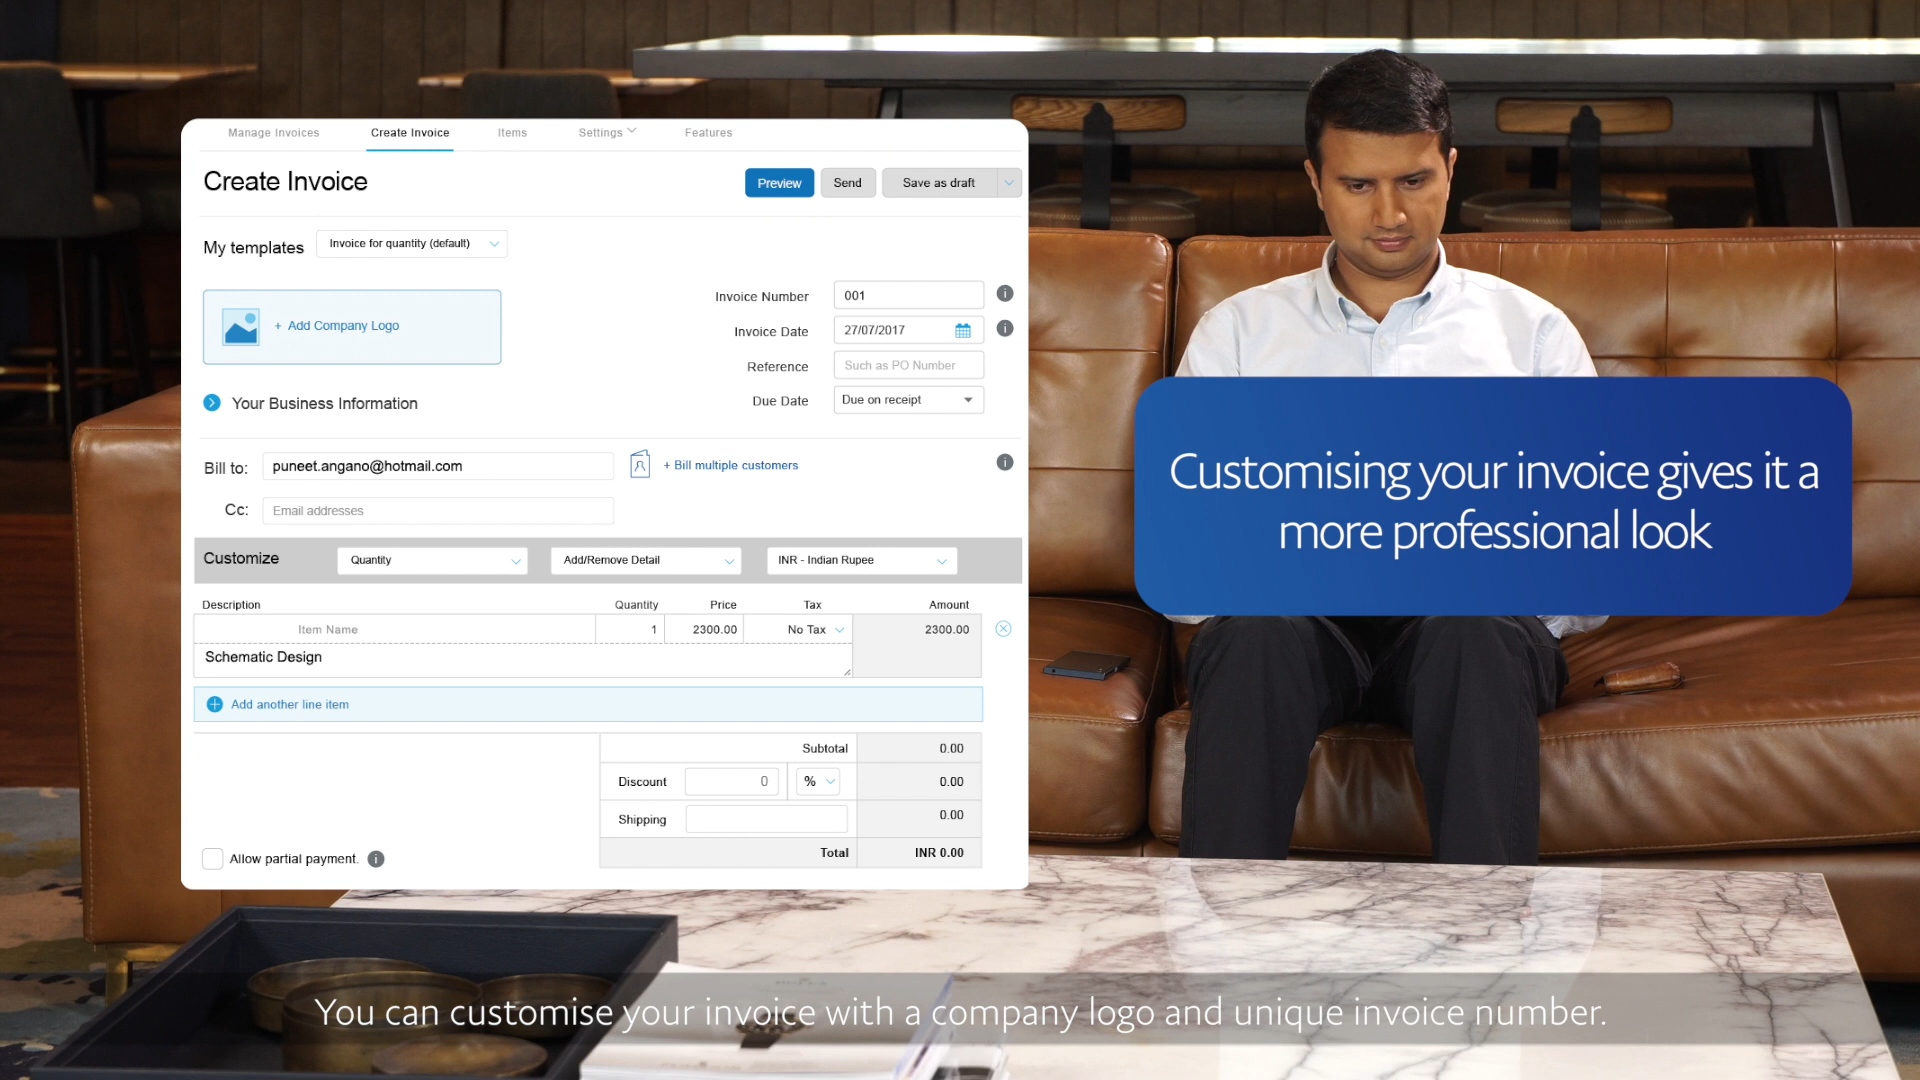 Manage Invoices Create Invoice Items Settings Features
Create Invoice Preview Send Save as draft
My templates Invoice for quantity (default)
+ Add Company Logo
Invoice Number 001
Invoice Date 27/07/2017
Reference Such as PO Number
Due Date Due on receipt
Your Business Information
Bill to: puneet.angano@hotmail.com + Bill multiple customers
Cc: Email addresses
Customize Quantity Add/Remove Detail INR - Indian Rupee
Description Quantity Price Tax Amount
Item Name 1 2300.00 No Tax 2300.00
Schematic Design
Add another line item
Subtotal 0.00
Discount 0 % 0.00
Shipping 0.00
Total INR 0.00
Allow partial payment.
Customising your invoice gives it a
more professional look
You can customise your invoice with a company logo and unique invoice number.